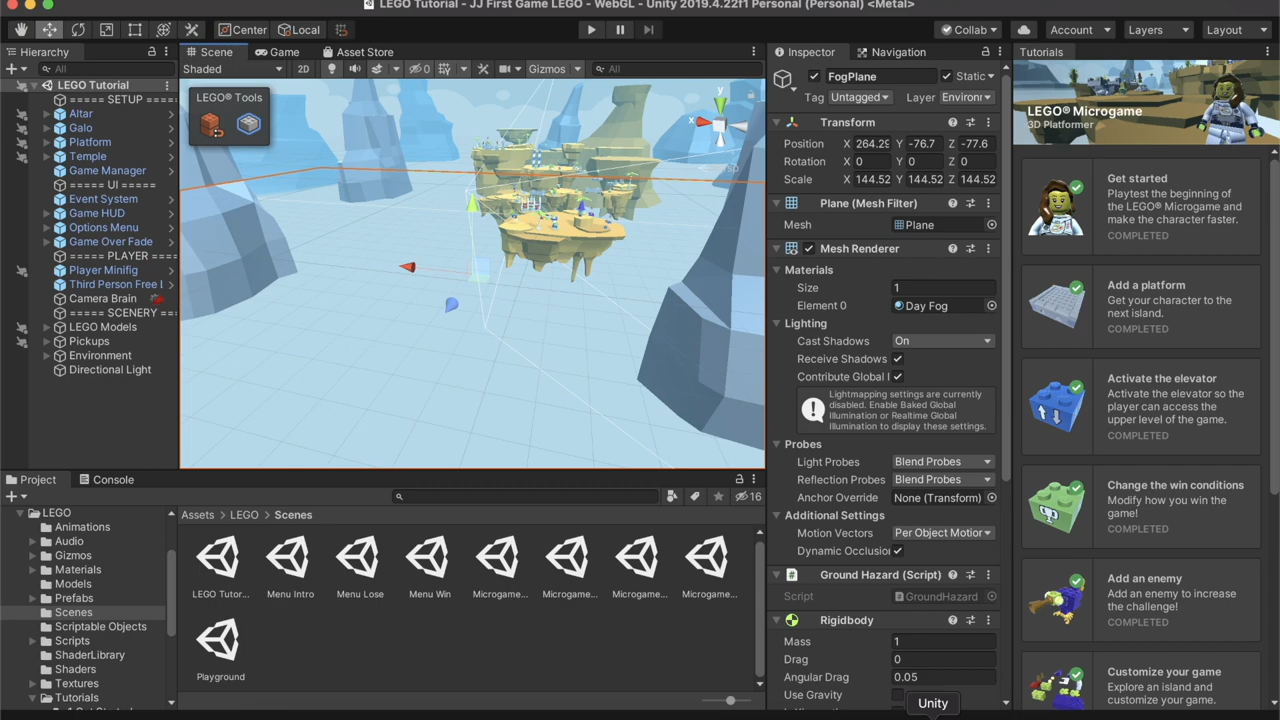 LEGO Tutorial - JJ First Game LEGO - WebGL - Unity 2019.4.22f1 Personal (Personal) <Metal>
Center
Local
Collab
Account
Layers
Layout
Hierarchy
All
LEGO Tutorial
===== SETUP =====
Altar
Galo
Platform
Temple
Game Manager
===== UI =====
Event System
Game HUD
Options Menu
Game Over Fade
===== PLAYER ====
Player Minifig
Third Person Free L
Camera Brain
===== SCENERY ===
LEGO Models
Pickups
Environment
Directional Light
Scene
Game
Asset Store
Shaded
2D
0
Gizmos
All
LEGO® Tools
y
x
Persp
Inspector
Navigation
FogPlane
Static
Tag
Untagged
Layer
Environr
Transform
Position
X
264.29
Y
-76.7
Z
-77.6
Rotation
X
0
Y
0
Z
0
Scale
X
144.52
Y
144.52
Z
144.52
Plane (Mesh Filter)
Mesh
Plane
Mesh Renderer
Materials
Size
1
Element 0
Day Fog
Lighting
Cast Shadows
On
Receive Shadows
Contribute Global I
Lightmapping settings are currently
disabled. Enable Baked Global
Illumination or Realtime Global
Illumination to display these settings.
Probes
Light Probes
Blend Probes
Reflection Probes
Blend Probes
Anchor Override
None (Transform)
Additional Settings
Motion Vectors
Per Object Motior
Dynamic Occlusion
Ground Hazard (Script)
Script
GroundHazard
Rigidbody
Mass
1
Drag
0
Angular Drag
0.05
Use Gravity
Unity
Tutorials
LEGO® Microgame
3D Platformer
Get started
Playtest the beginning of
the LEGO® Microgame and
make the character faster.
COMPLETED
Add a platform
Get your character to the
next island.
COMPLETED
Activate the elevator
Activate the elevator so the
player can access the
upper level of the game.
COMPLETED
Change the win conditions
Modify how you win the
game!
COMPLETED
Add an enemy
Add an enemy to increase
the challenge!
COMPLETED
Customize your game
Explore an island and
customize your game.
Project
Console
16
LEGO
Animations
Audio
Gizmos
Materials
Models
Prefabs
Scenes
Scriptable Objects
Scripts
ShaderLibrary
Shaders
Textures
Tutorials
Assets > LEGO > Scenes
LEGO Tutor...
Menu Intro
Menu Lose
Menu Win
Microgame...
Microgame...
Microgame...
Microgame...
Playground